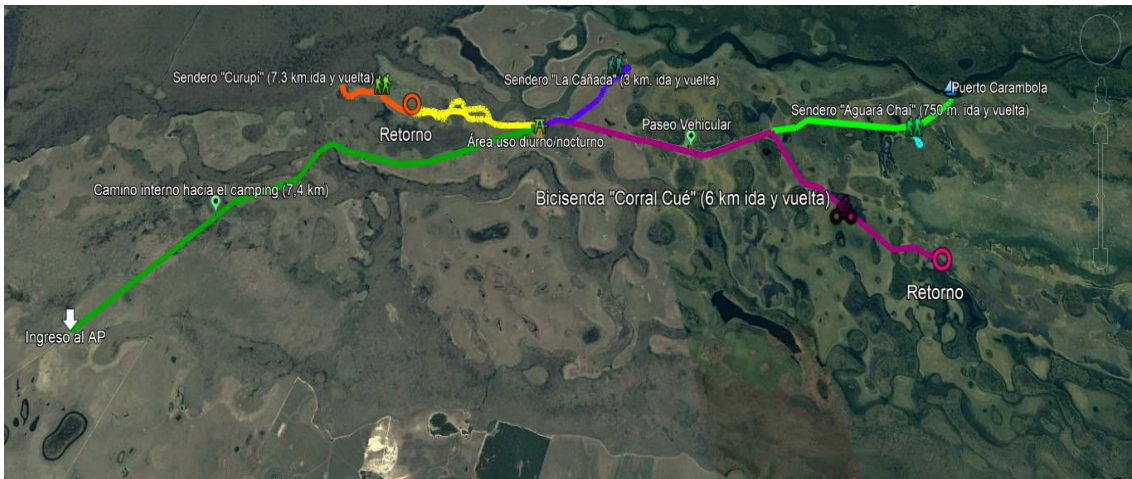 Sendero "Curupí" (7,3 km.ida y vuelta)
Sendero "La Cañada" (3 km. ida y vuelta)
Puerto Carambola
Sendero "Aguará Chaí" (750 m. ida y vuelta)
Retorno
Paseo Vehicular
Área uso diurno/nocturno
Camino interno hacia el camping (7,4 km)
Bicisenda "Corral Cué" (6 km ida y vuelta)
Retorno
Ingreso al AP